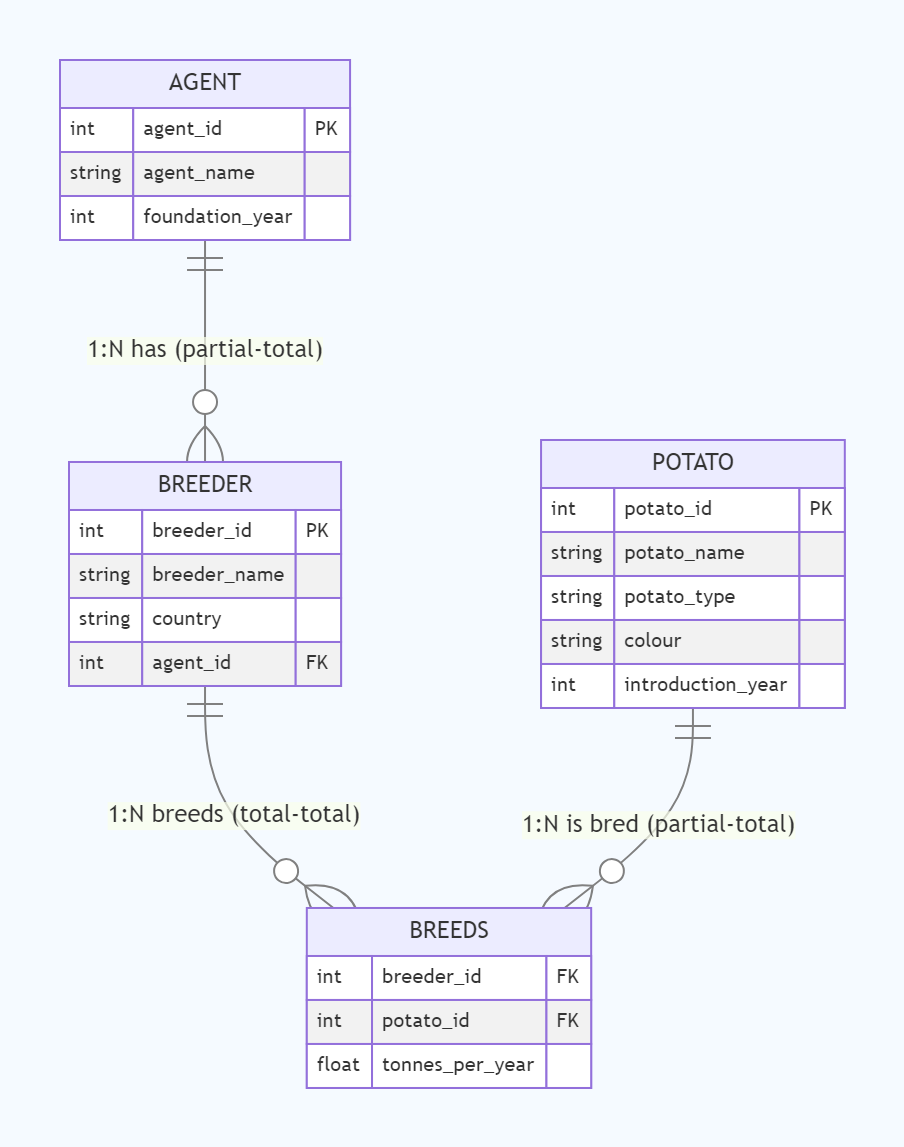 AGENT
int agent_id PK
string agent_name
int foundation_year
1:N has (partial-total)
BREEDER
int breeder_id PK
string breeder_name
string country
int agent_id FK
POTATO
int potato_id PK
string potato_name
string potato_type
string colour
int introduction_year
1:N breeds (total-total)
1:N is bred (partial-total)
BREEDS
int breeder_id FK
int potato_id FK
float tonnes_per_year